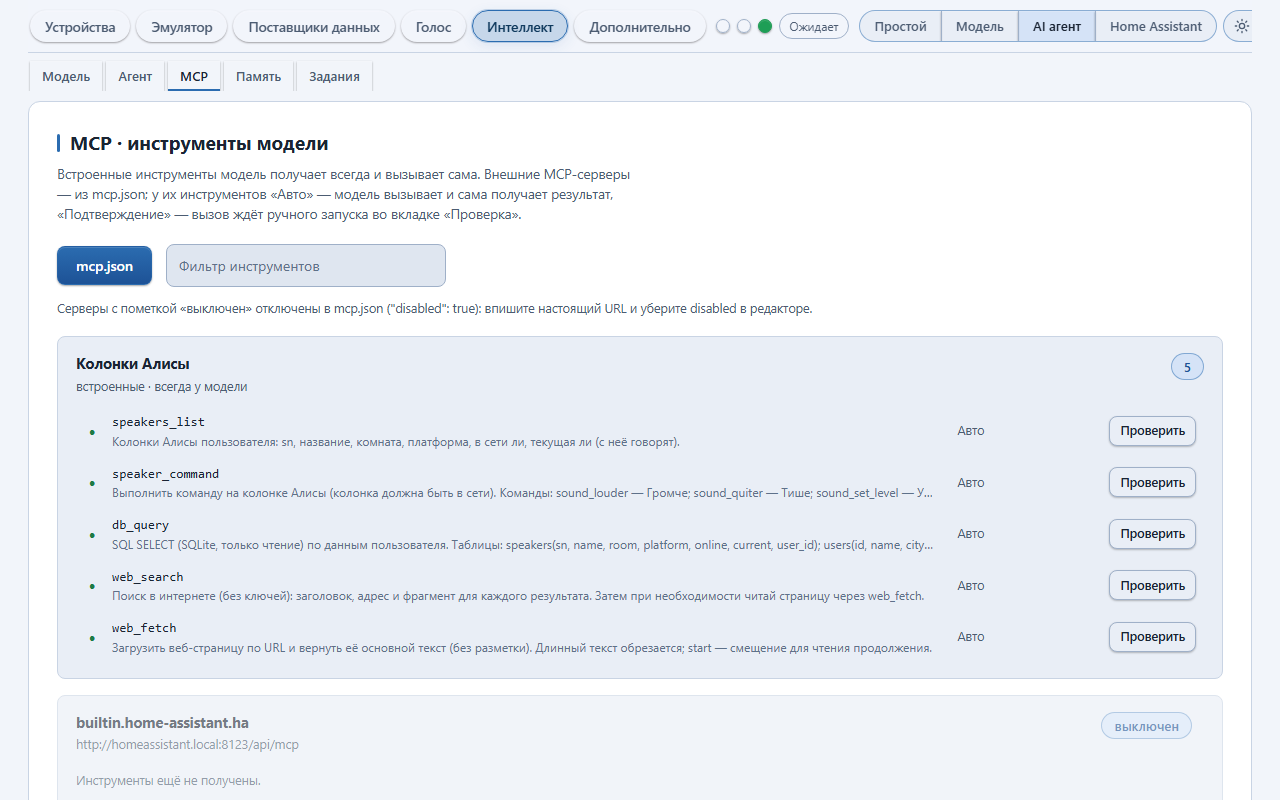 Устройства
Эмулятор
Поставщики данных
Голос
Интеллект
Дополнительно
Ожидает
Простой
Модель
AI агент
Home Assistant
Модель
Агент
MCP
Память
Задания
MCP · инструменты модели
Встроенные инструменты модель получает всегда и вызывает сама. Внешние MCP-серверы
— из mcp.json; у их инструментов «Авто» — модель вызывает и сама получает результат,
«Подтверждение» — вызов ждёт ручного запуска во вкладке «Проверка».
mcp.json
Фильтр инструментов
Серверы с пометкой «выключен» отключены в mcp.json ("disabled": true): впишите настоящий URL и уберите disabled в редакторе.
Колонки Алисы
5
встроенные · всегда у модели
speakers_list
Колонки Алисы пользователя: sn, название, комната, платформа, в сети ли, текущая ли (с неё говорят).
Авто
Проверить
speaker_command
Выполнить команду на колонке Алисы (колонка должна быть в сети). Команды: sound_louder — Громче; sound_quiter — Тише; sound_set_level — У...
Авто
Проверить
db_query
SQL SELECT (SQLite, только чтение) по данным пользователя. Таблицы: speakers(sn, name, room, platform, online, current, user_id); users(id, name, city...
Авто
Проверить
web_search
Поиск в интернете (без ключей): заголовок, адрес и фрагмент для каждого результата. Затем при необходимости читай страницу через web_fetch.
Авто
Проверить
web_fetch
Загрузить веб-страницу по URL и вернуть её основной текст (без разметки). Длинный текст обрезается; start — смещение для чтения продолжения.
Авто
Проверить
builtin.home-assistant.ha
выключен
http://homeassistant.local:8123/api/mcp
Инструменты ещё не получены.